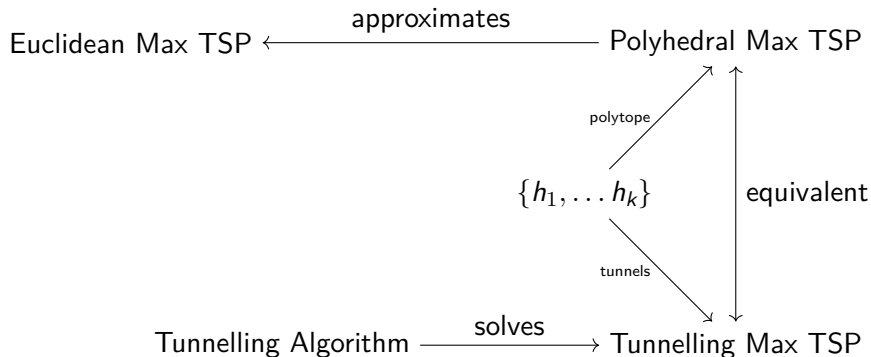 approximates
Euclidean Max TSP
Polyhedral Max TSP
polytope
{h₁, . . . hₖ}
equivalent
tunnels
solves
Tunnelling Algorithm
Tunnelling Max TSP